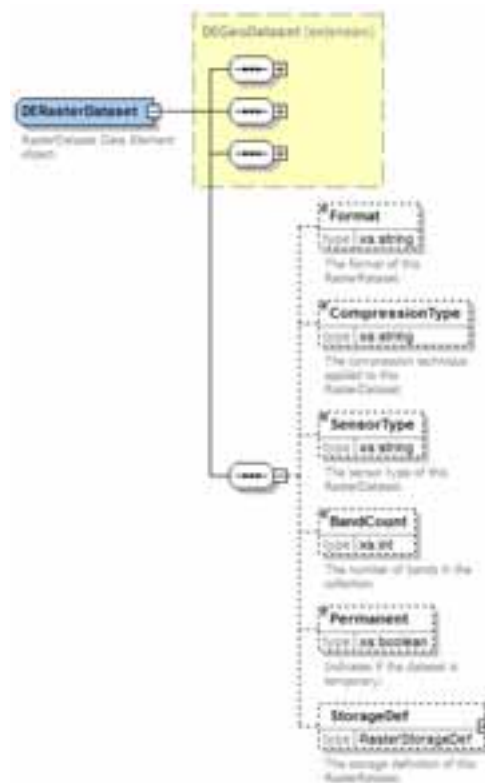 DEGeoDataset (extension)
DERasterDataset
RasterDataset Data Element
object
Format
type xs:string
The format of this
RasterDataset
CompressionType
type xs:string
The compression technique
applied to this
RasterDataset
SensorType
type xs:string
The sensor type of this
RasterDataset
BandCount
type xs:int
The number of bands in the
collection
Permanent
type xs:boolean
Indicates if the dataset is
temporary
StorageDef
type RasterStorageDef
The storage definition of this
RasterDataset